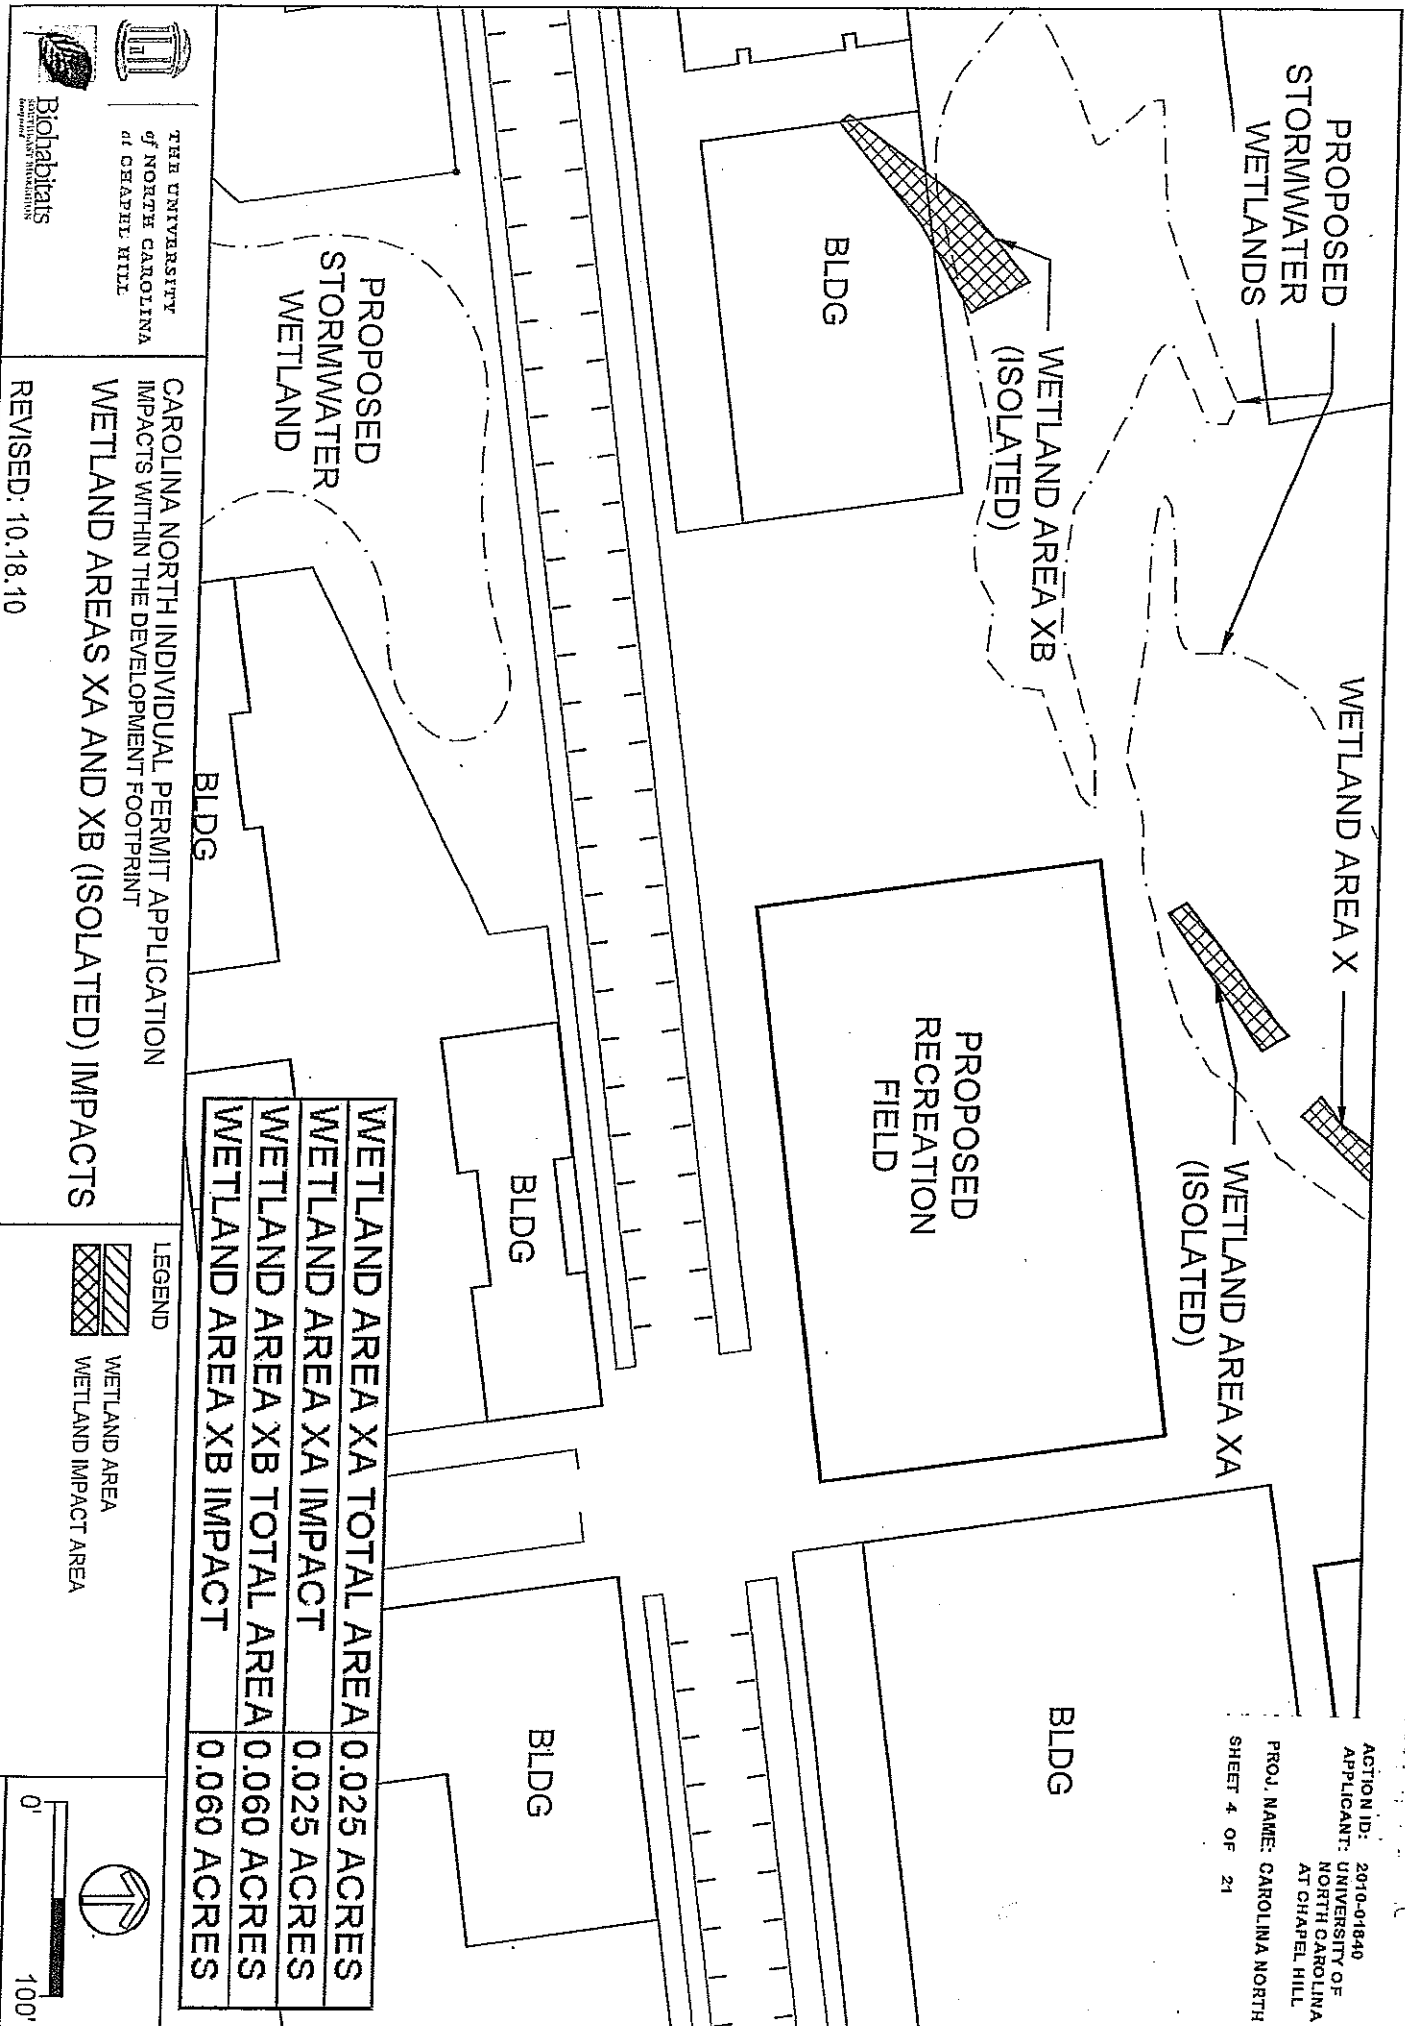 ACTION ID: 2010-01840
APPLICANT: UNIVERSITY OF
NORTH CAROLINA
AT CHAPEL HILL
PROJ. NAME: CAROLINA NORTH
SHEET 4 OF 21
PROPOSED
STORMWATER
WETLANDS
WETLAND AREA X
WETLAND AREA XA
(ISOLATED)
WETLAND AREA XB
(ISOLATED)
BLDG
PROPOSED
RECREATION
FIELD
BLDG
PROPOSED
STORMWATER
WETLAND
BLDG
BLDG
BLDG
WETLAND AREA XA TOTAL AREA 0.025 ACRES
WETLAND AREA XA IMPACT 0.025 ACRES
WETLAND AREA XB TOTAL AREA 0.060 ACRES
WETLAND AREA XB IMPACT 0.060 ACRES
THE UNIVERSITY
of NORTH CAROLINA
at CHAPEL HILL
Biohabitats
CAROLINA NORTH INDIVIDUAL PERMIT APPLICATION
IMPACTS WITHIN THE DEVELOPMENT FOOTPRINT
WETLAND AREAS XA AND XB (ISOLATED) IMPACTS
REVISED: 10.18.10
LEGEND
WETLAND AREA
WETLAND IMPACT AREA
0' 100'